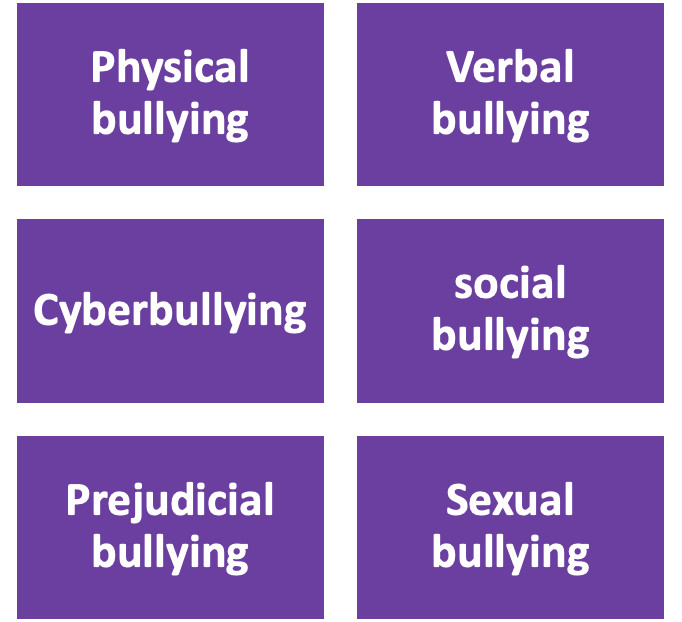 Physical
bullying
Verbal
bullying
Cyberbullying
social
bullying
Prejudicial
bullying
Sexual
bullying